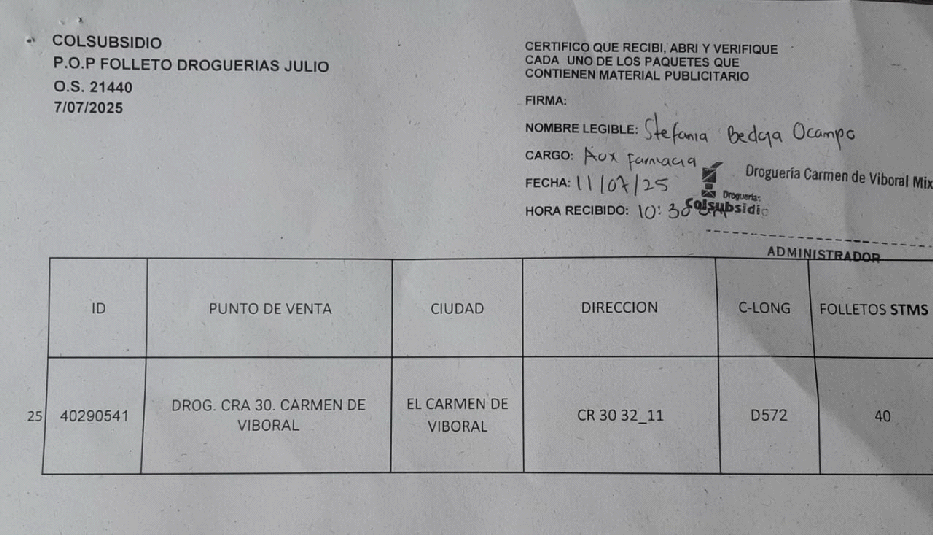 COLSUBSIDIO
P.O.P FOLLETO DROGUERIAS JULIO
O.S. 21440
7/07/2025
CERTIFICO QUE RECIBI, ABRI Y VERIFIQUE
CADA UNO DE LOS PAQUETES QUE
CONTIENEN MATERIAL PUBLICITARIO
FIRMA:
NOMBRE LEGIBLE: Stefania Bedoya Ocampo
CARGO: Aux farmacia
FECHA: 11/07/25
HORA RECIBIDO: 10:30
Droguería Carmen de Viboral Mix
Droguerías
Colsubsidio
ADMINISTRADOR
ID PUNTO DE VENTA CIUDAD DIRECCION C-LONG FOLLETOS STMS
25 40290541 DROG. CRA 30. CARMEN DE VIBORAL EL CARMEN DE VIBORAL CR 30 32_11 D572 40